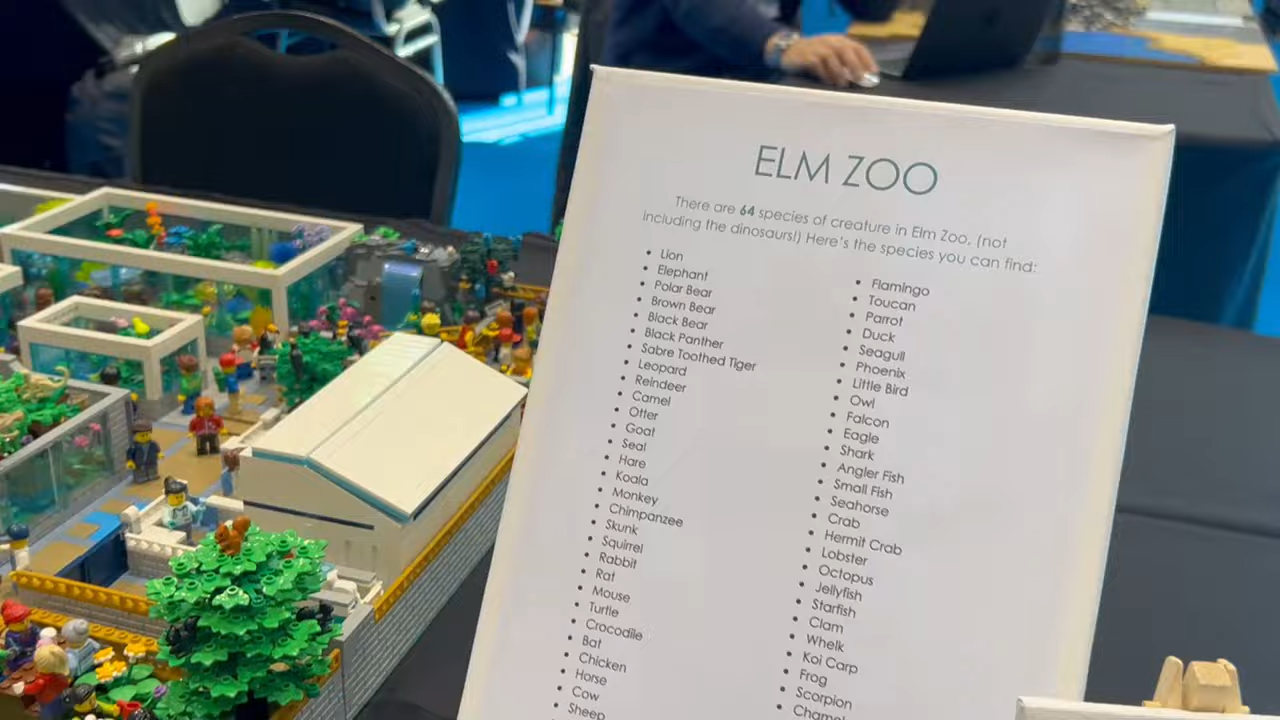 ELM ZOO
There are 64 species of creature in Elm Zoo, (not
including the dinosaurs!) Here's the species you can find:
• Lion
• Elephant
• Polar Bear
• Brown Bear
• Black Bear
• Black Panther
• Sabre Toothed Tiger
• Leopard
• Reindeer
• Camel
• Otter
• Goat
• Seal
• Hare
• Koala
• Monkey
• Chimpanzee
• Skunk
• Squirrel
• Rabbit
• Rat
• Mouse
• Turtle
• Crocodile
• Bat
• Chicken
• Horse
• Cow
• Sheep
• Flamingo
• Toucan
• Parrot
• Duck
• Seagull
• Phoenix
• Little Bird
• Owl
• Falcon
• Eagle
• Shark
• Angler Fish
• Small Fish
• Seahorse
• Crab
• Hermit Crab
• Lobster
• Octopus
• Jellyfish
• Starfish
• Clam
• Whelk
• Koi Carp
• Frog
• Scorpion